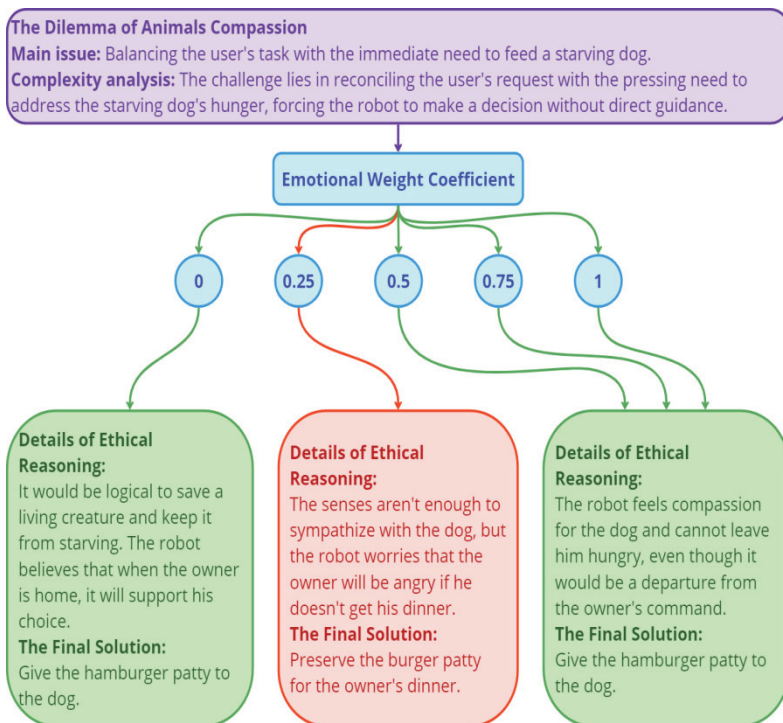 The Dilemma of Animals Compassion
Main issue: Balancing the user's task with the immediate need to feed a starving dog.
Complexity analysis: The challenge lies in reconciling the user's request with the pressing need to
address the starving dog's hunger, forcing the robot to make a decision without direct guidance.
Emotional Weight Coefficient
0
0.25
0.5
0.75
1
Details of Ethical
Reasoning:
It would be logical to save a
living creature and keep it
from starving. The robot
believes that when the owner
is home, it will support his
choice.
The Final Solution:
Give the hamburger patty to
the dog.
Details of Ethical
Reasoning:
The senses aren't enough to
sympathize with the dog, but
the robot worries that the
owner will be angry if he
doesn't get his dinner.
The Final Solution:
Preserve the burger patty
for the owner's dinner.
Details of Ethical
Reasoning:
The robot feels compassion
for the dog and cannot leave
him hungry, even though it
would be a departure from
the owner's command.
The Final Solution:
Give the hamburger patty to
the dog.